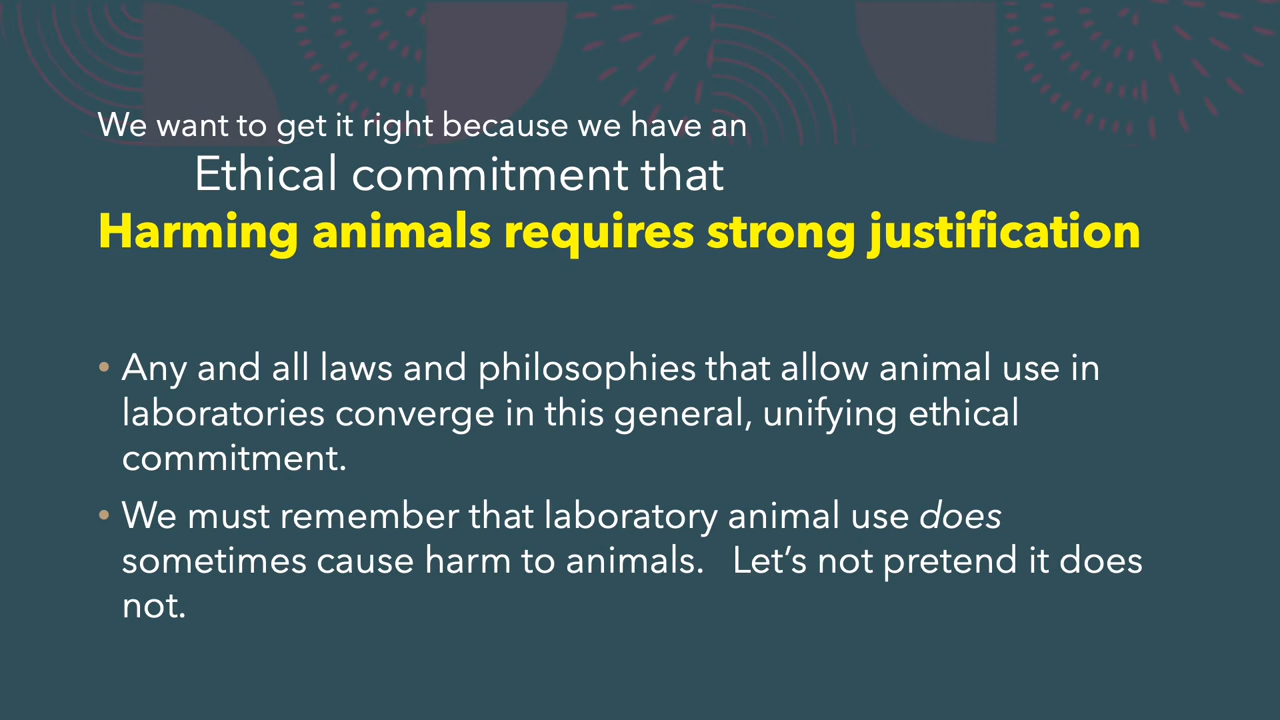 We want to get it right because we have an
Ethical commitment that
Harming animals requires strong justification
• Any and all laws and philosophies that allow animal use in
laboratories converge in this general, unifying ethical
commitment.
• We must remember that laboratory animal use does
sometimes cause harm to animals.   Let’s not pretend it does
not.